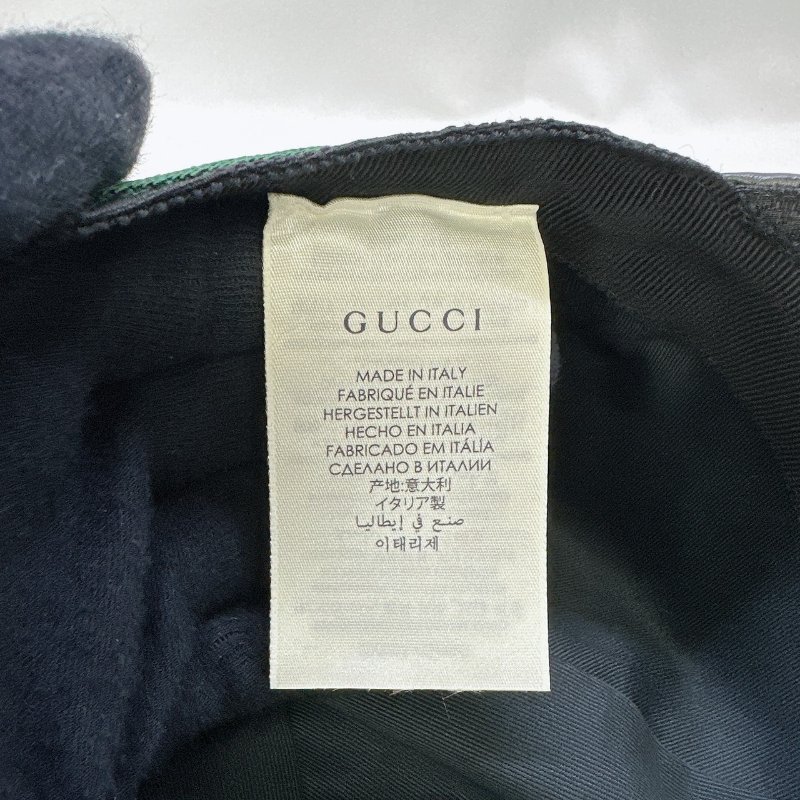 GUCCI
MADE IN ITALY
FABRIQUÉ EN ITALIE
HERGESTELLT IN ITALIEN
HECHO EN ITALIA
FABRICADO EM ITÁLÍA
СДЕЛАНО В ИТАЛИИ
产地:意大利
イタリア製
صنع في إيطاليا
이태리제